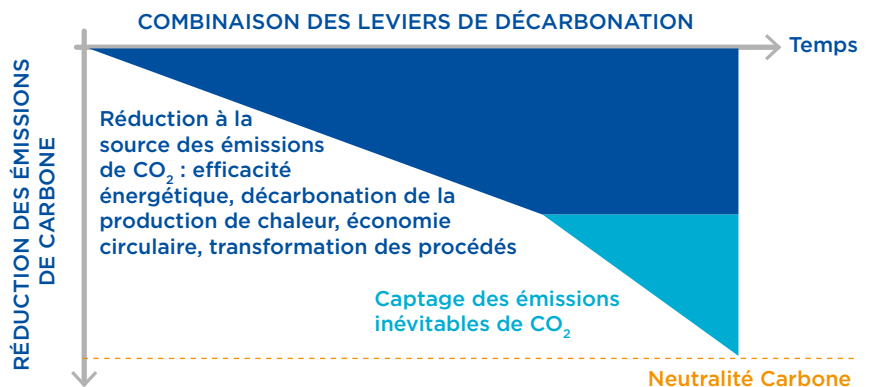 COMBINAISON DES LEVIERS DE DÉCARBONATION
Temps
RÉDUCTION DES ÉMISSIONS
DE CARBONE
Réduction à la
source des émissions
de CO₂ : efficacité
énergétique, décarbonation de la
production de chaleur, économie
circulaire, transformation des procédés
Captage des émissions
inévitables de CO₂
Neutralité Carbone